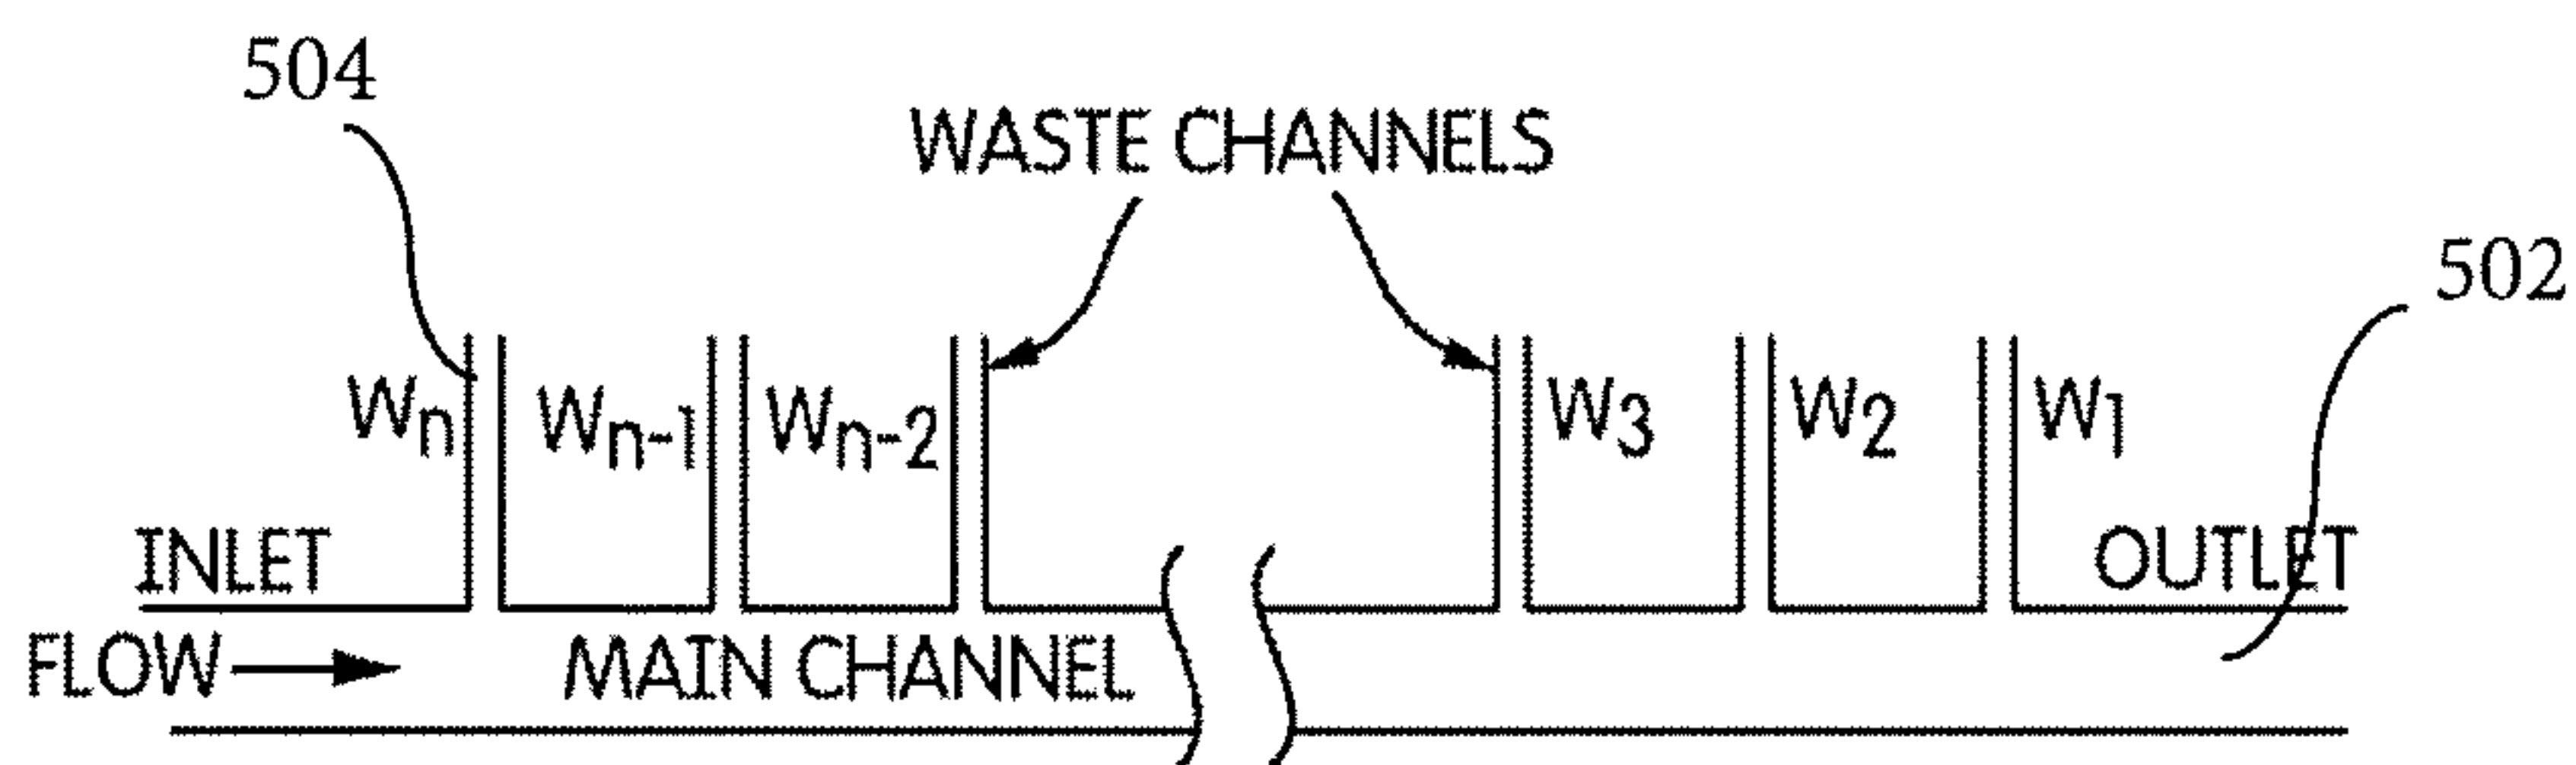 504
WASTE CHANNELS
502
Wn Wn-1 Wn-2 W3 W2 W1
INLET OUTLET
FLOW MAIN CHANNEL